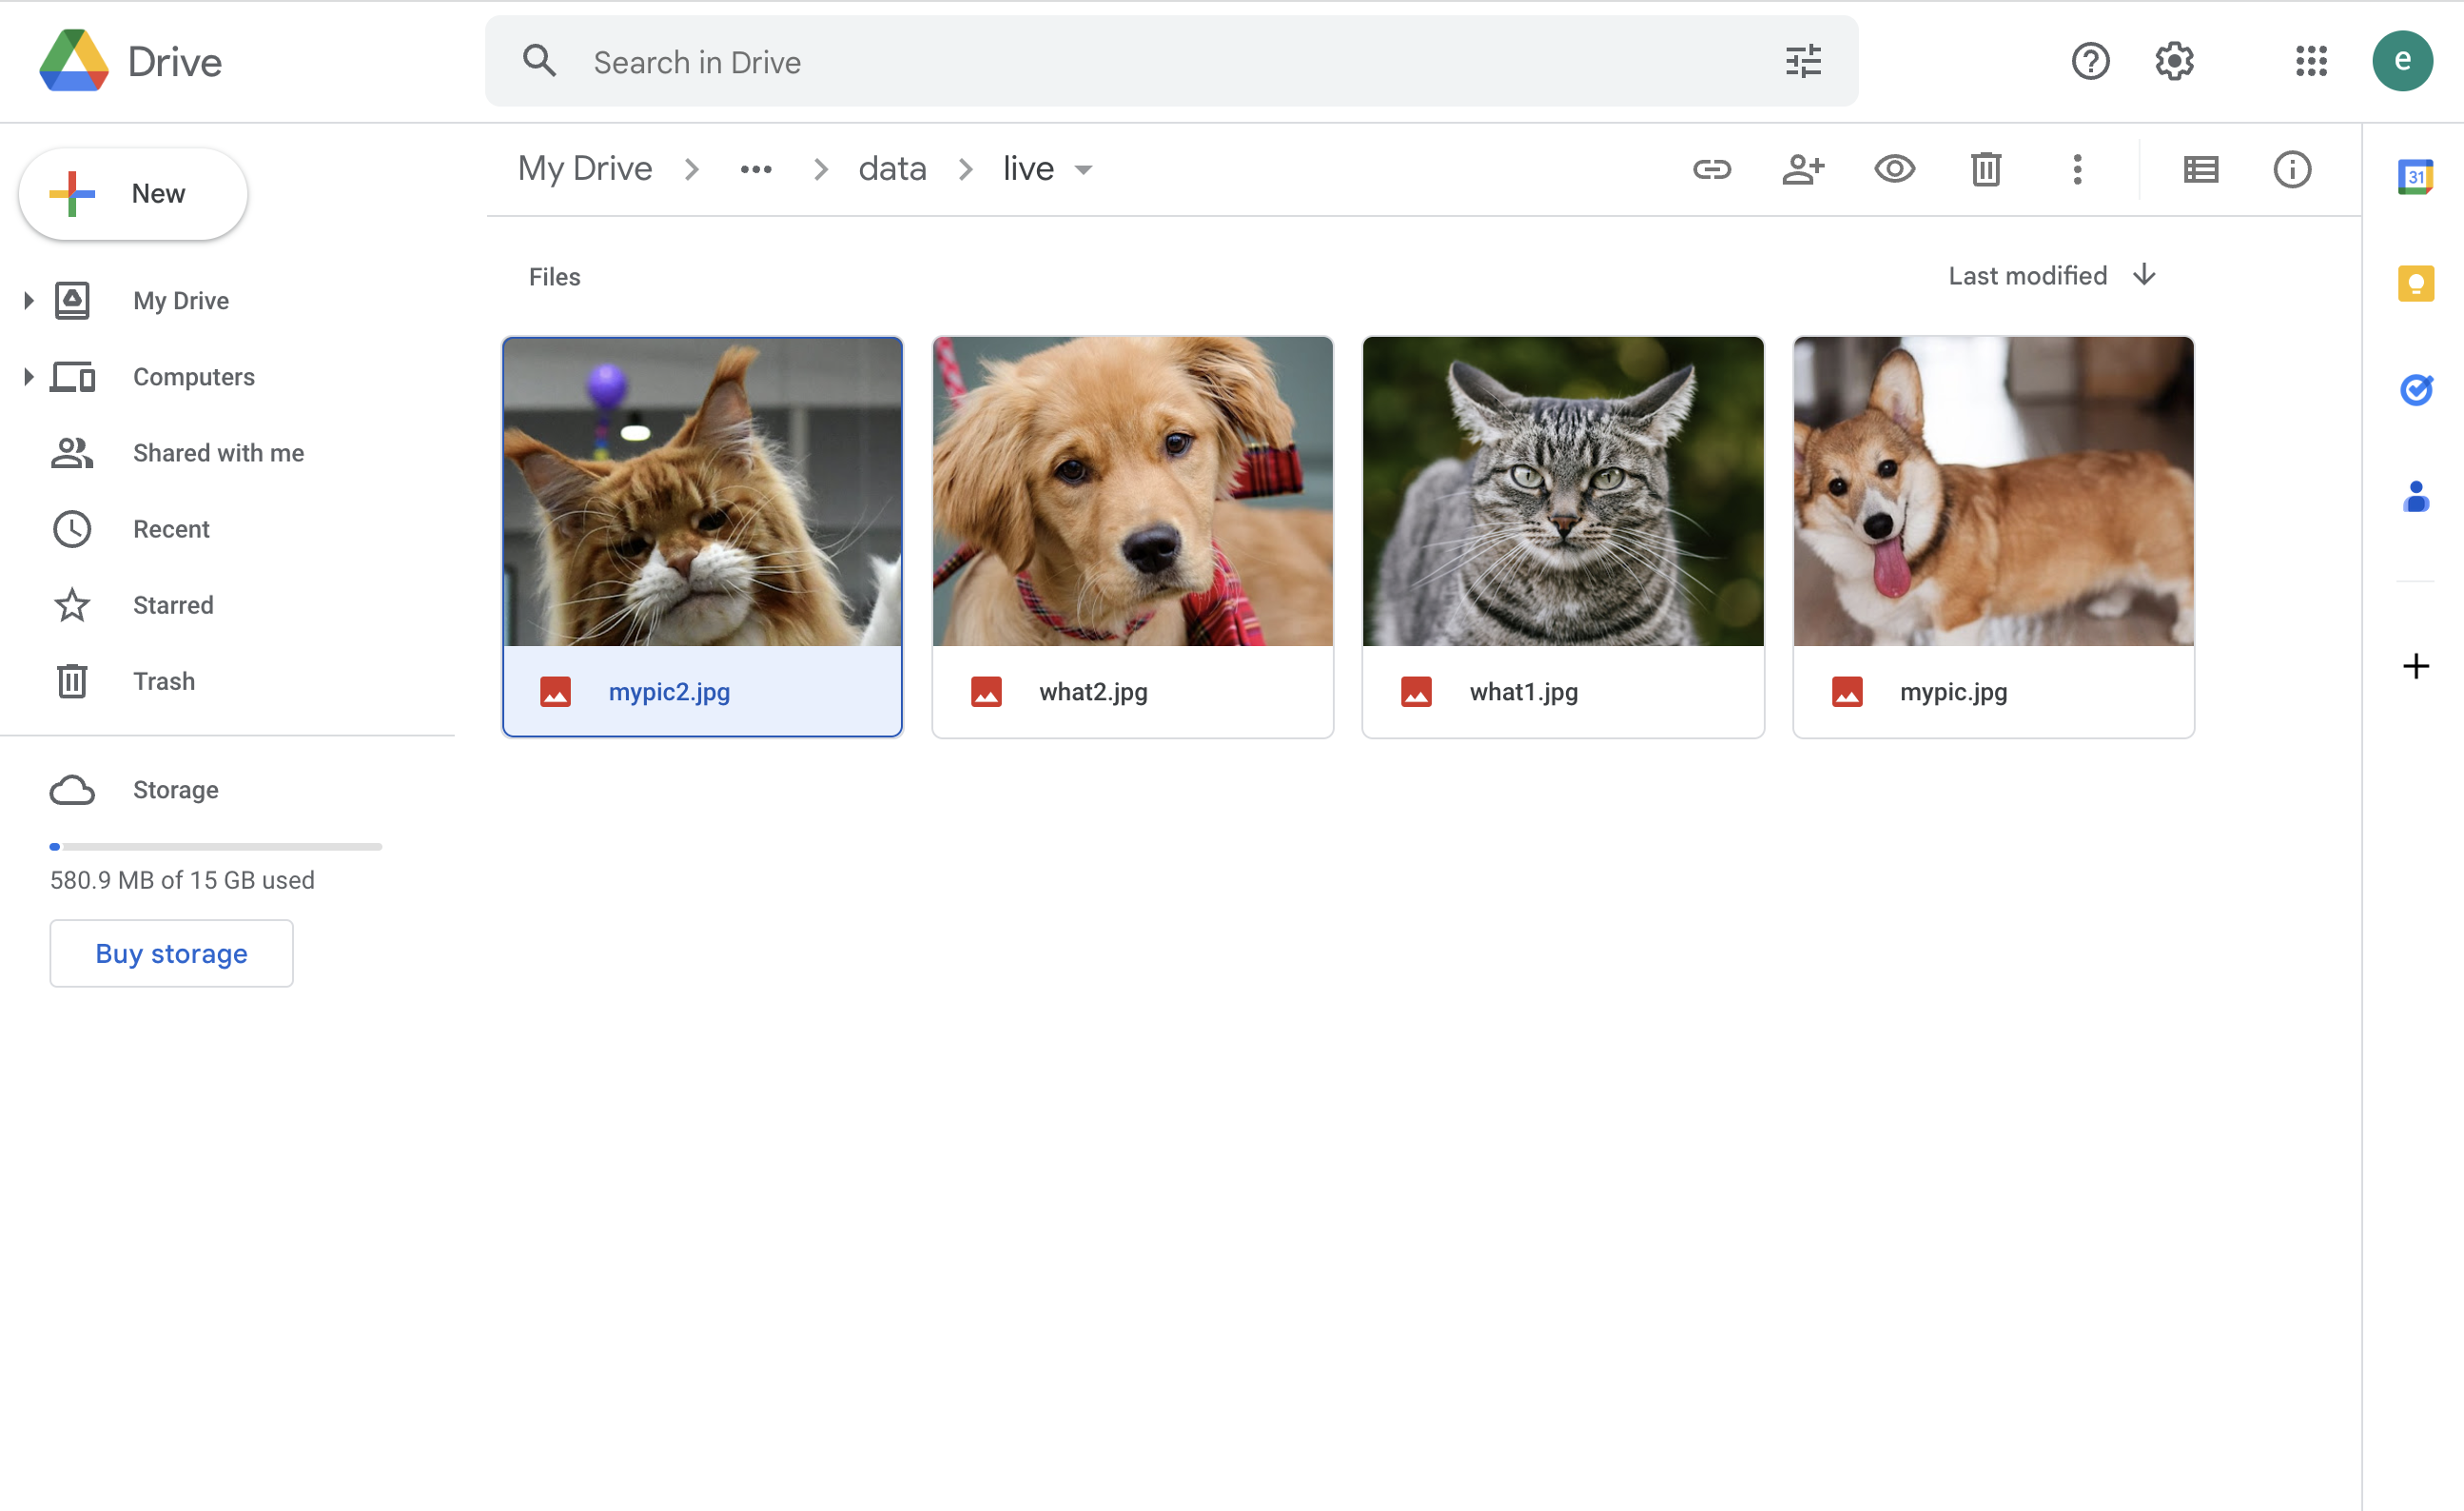 Drive
Search in Drive
e
New
My Drive
data
live
31
My Drive
Computers
Shared with me
Recent
Starred
Trash
Storage
580.9 MB of 15 GB used
Buy storage
Files
Last modified
mypic2.jpg
what2.jpg
what1.jpg
mypic.jpg